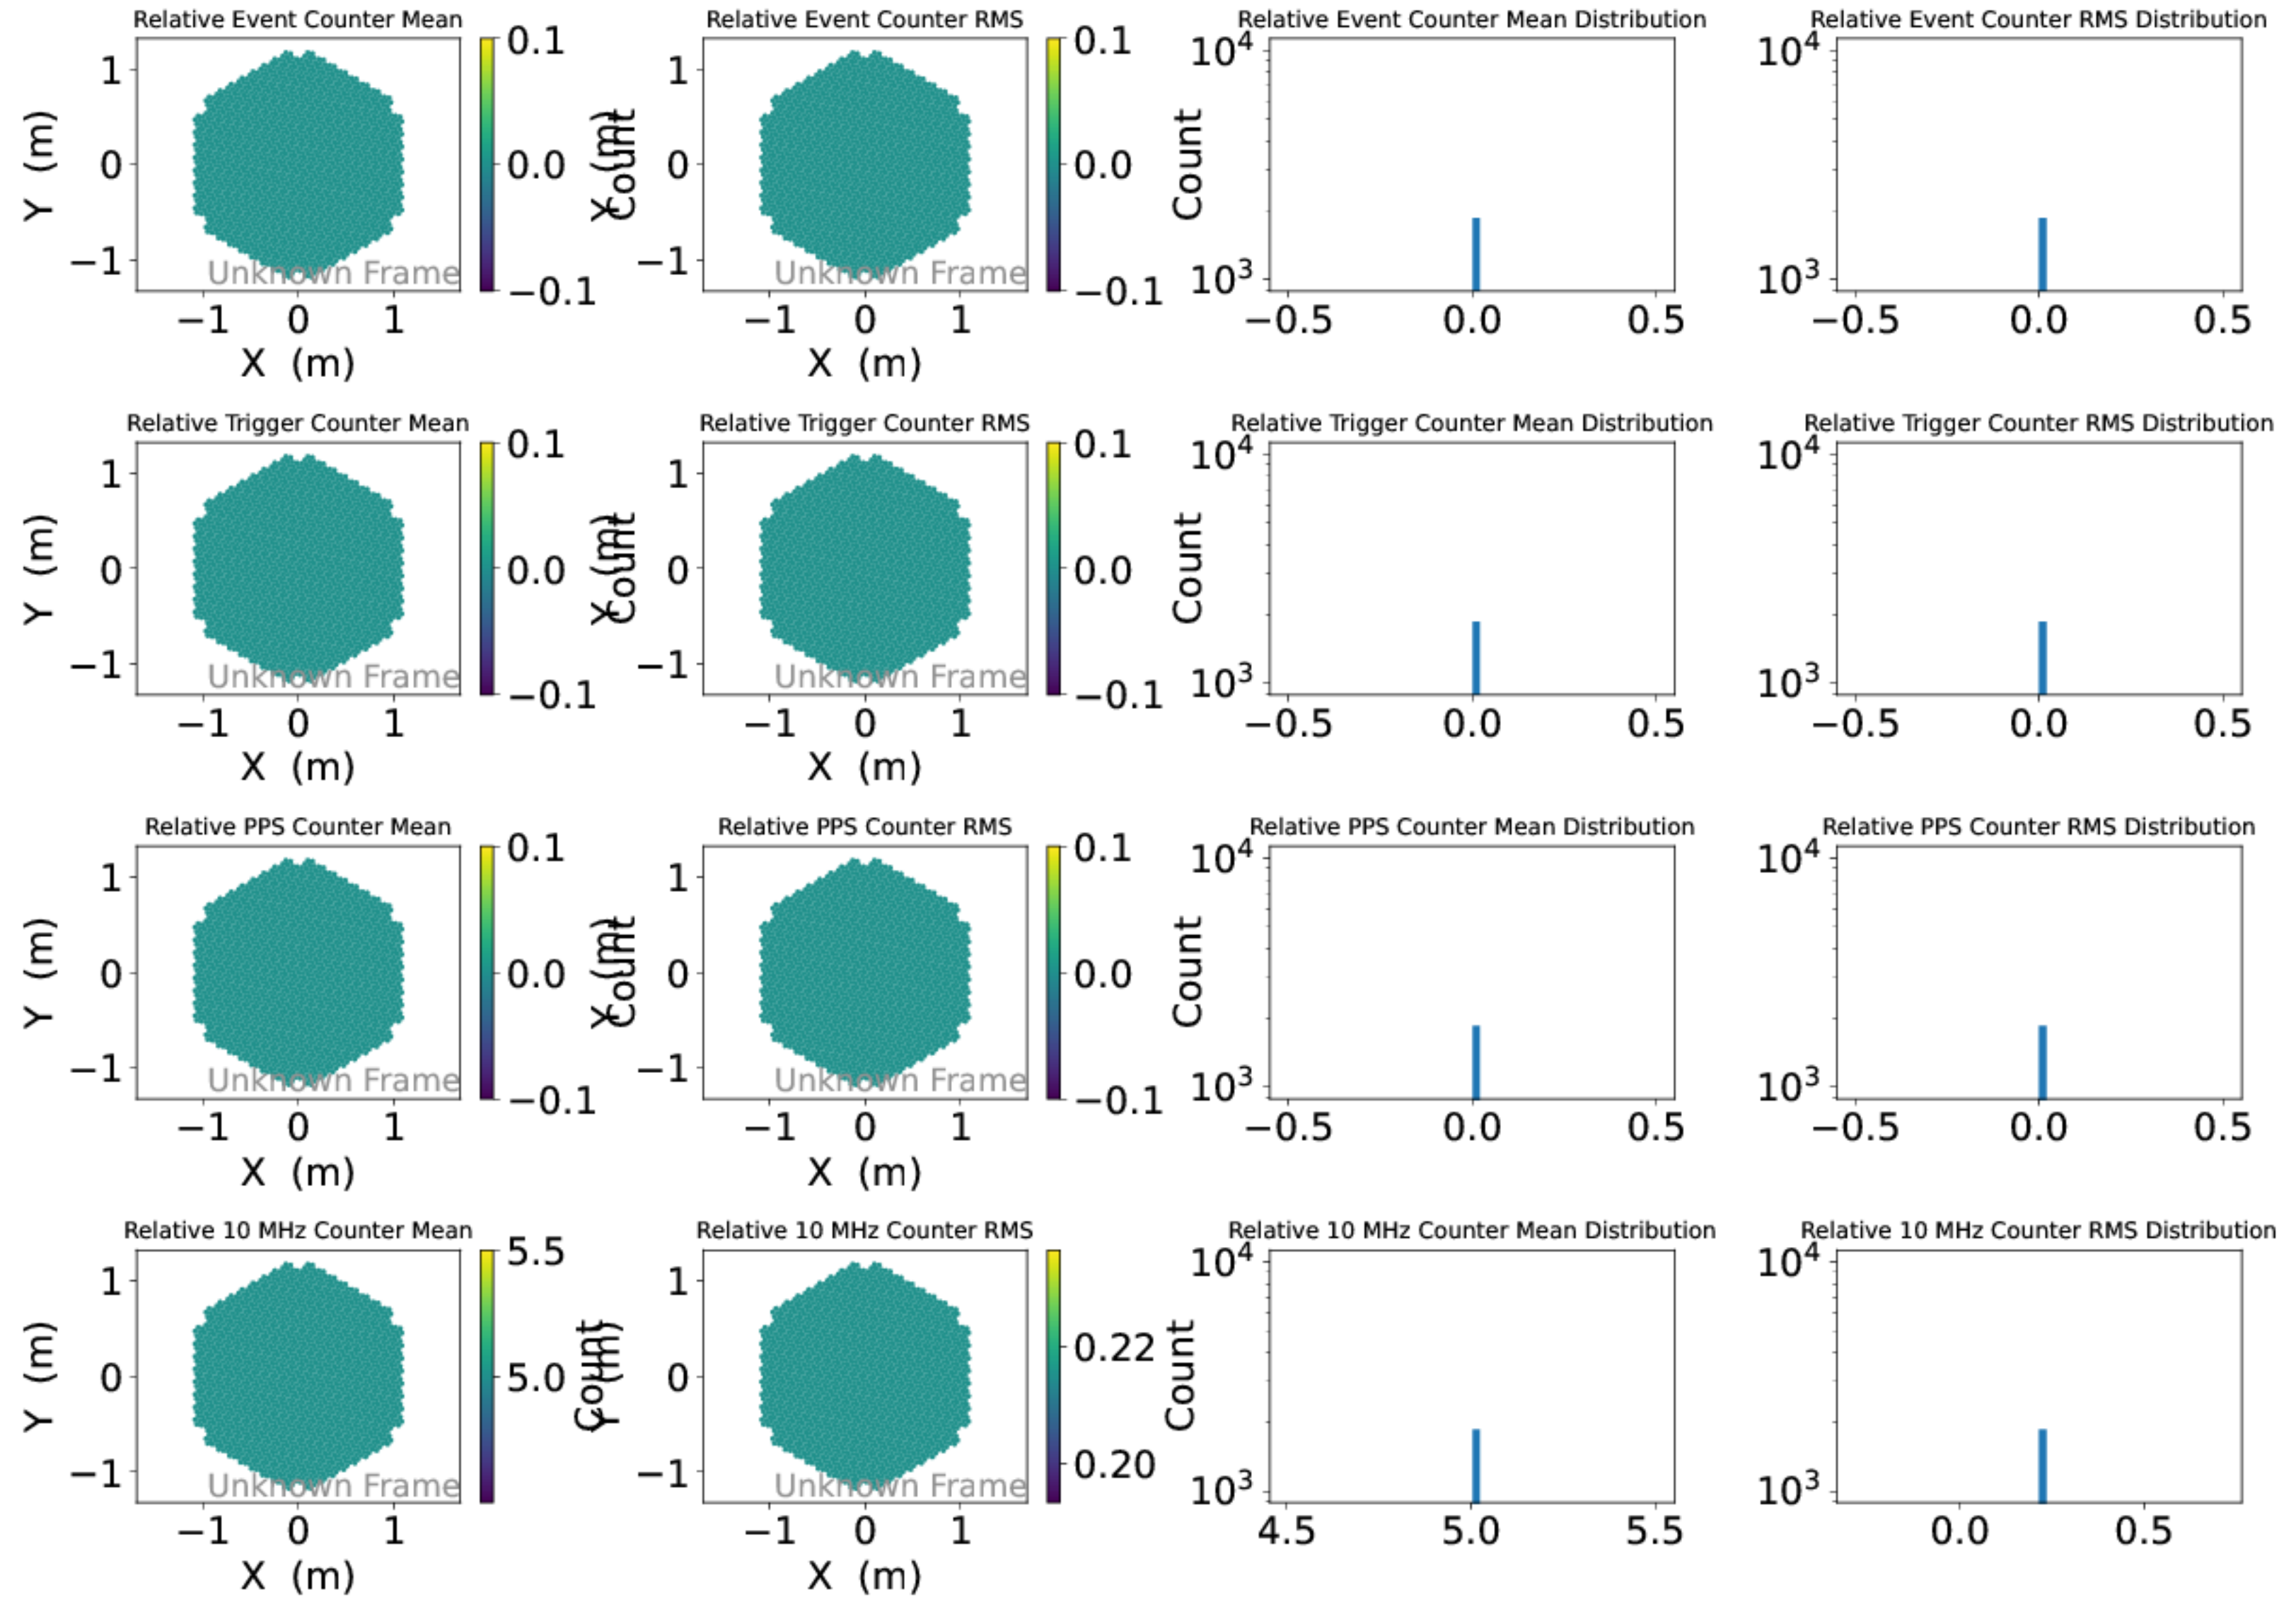 Relative Event Counter Mean
Relative Event Counter RMS
Relative Event Counter Mean Distribution
Relative Event Counter RMS Distribution
Y (m)
1
0
−1
Unknown Frame
−1 0 1
X (m)
0.1
0.0
−0.1
Y (m)
Count
1
0
−1
Unknown Frame
−1 0 1
X (m)
0.1
0.0
−0.1
Count
10⁴
10³
−0.5 0.0 0.5
10⁴
10³
−0.5 0.0 0.5
Relative Trigger Counter Mean
Relative Trigger Counter RMS
Relative Trigger Counter Mean Distribution
Relative Trigger Counter RMS Distribution
Y (m)
1
0
−1
Unknown Frame
−1 0 1
X (m)
0.1
0.0
−0.1
Y (m)
Count
1
0
−1
Unknown Frame
−1 0 1
X (m)
0.1
0.0
−0.1
Count
10⁴
10³
−0.5 0.0 0.5
10⁴
10³
−0.5 0.0 0.5
Relative PPS Counter Mean
Relative PPS Counter RMS
Relative PPS Counter Mean Distribution
Relative PPS Counter RMS Distribution
Y (m)
1
0
−1
Unknown Frame
−1 0 1
X (m)
0.1
0.0
−0.1
Y (m)
Count
1
0
−1
Unknown Frame
−1 0 1
X (m)
0.1
0.0
−0.1
Count
10⁴
10³
−0.5 0.0 0.5
10⁴
10³
−0.5 0.0 0.5
Relative 10 MHz Counter Mean
Relative 10 MHz Counter RMS
Relative 10 MHz Counter Mean Distribution
Relative 10 MHz Counter RMS Distribution
Y (m)
1
0
−1
Unknown Frame
−1 0 1
X (m)
5.5
5.0
Count
Y (m)
1
0
−1
Unknown Frame
−1 0 1
X (m)
0.22
0.20
Count
10⁴
10³
4.5 5.0 5.5
10⁴
10³
0.0 0.5